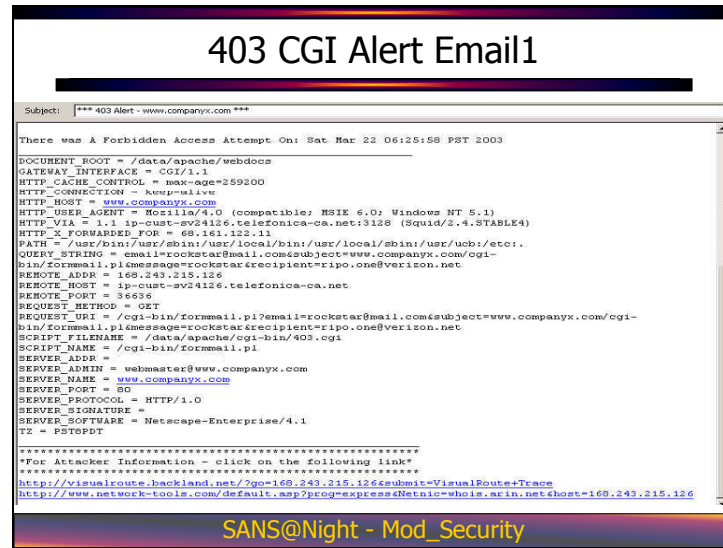 403 CGI Alert Email1
Subject: *** 403 Alert - www.companyx.com ***
There was A Forbidden Access Attempt On: Sat Mar 22 06:25:58 PST 2003
DOCUMENT_ROOT = /data/apache/webdocs
GATEWAY_INTERFACE = CGI/1.1
HTTP_CACHE_CONTROL = max-age=259200
HTTP_CONNECTION = keep-alive
HTTP_HOST = www.companyx.com
HTTP_USER_AGENT = Mozilla/4.0 (compatible; MSIE 6.0; Windows NT 5.1)
HTTP_VIA = 1.1 ip-cust-sv24126.telefonica-ca.net:3128 (Squid/2.4.STABLE4)
HTTP_X_FORWARDED_FOR = 68.161.122.11
PATH = /usr/bin:/usr/sbin:/usr/local/bin:/usr/local/sbin:/usr/ucb:/etc:.
QUERY_STRING = email=rockstar@mail.com&subject=www.companyx.com/cgi-
bin/formmail.pl&message=rockstar&recipient=ripo.one@verizon.net
REMOTE_ADDR = 168.243.215.126
REMOTE_HOST = ip-cust-sv24126.telefonica-ca.net
REMOTE_PORT = 36636
REQUEST_METHOD = GET
REQUEST_URI = /cgi-bin/formmail.pl?email=rockstar@mail.com&subject=www.companyx.com/cgi-
bin/formmail.pl&message=rockstar&recipient=ripo.one@verizon.net
SCRIPT_FILENAME = /data/apache/cgi-bin/403.cgi
SCRIPT_NAME = /cgi-bin/formmail.pl
SERVER_ADDR =
SERVER_ADMIN = webmaster@www.companyx.com
SERVER_NAME = www.companyx.com
SERVER_PORT = 80
SERVER_PROTOCOL = HTTP/1.0
SERVER_SIGNATURE =
SERVER_SOFTWARE = Netscape-Enterprise/4.1
TZ = PST8PDT
*******************************************************
*For Attacker Information - click on the following link*
*******************************************************
http://visualroute.backland.net/?go=168.243.215.126&submit=VisualRoute+Trace
http://www.network-tools.com/default.asp?prog=express&Netnic=whois.arin.net&host=168.243.215.126
SANS@Night - Mod_Security